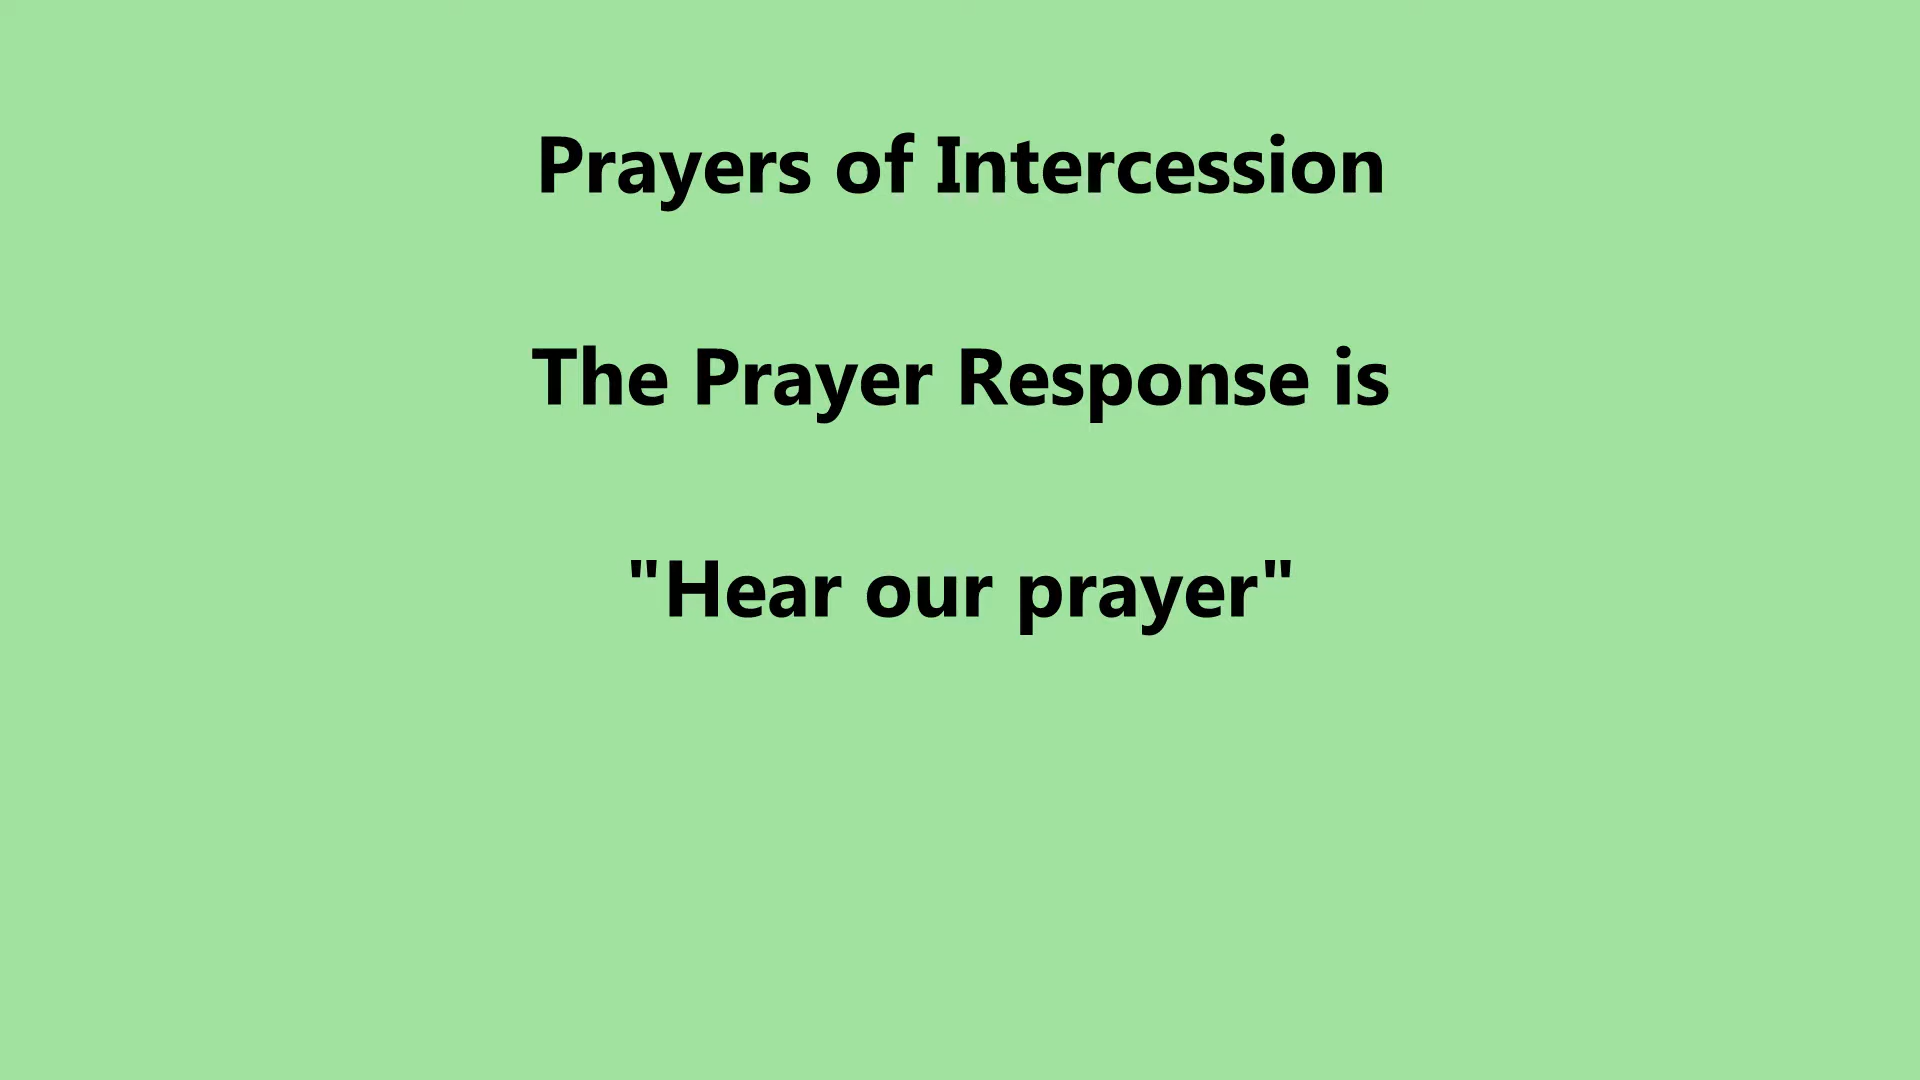 Prayers of Intercession
The Prayer Response is
"Hear our prayer"